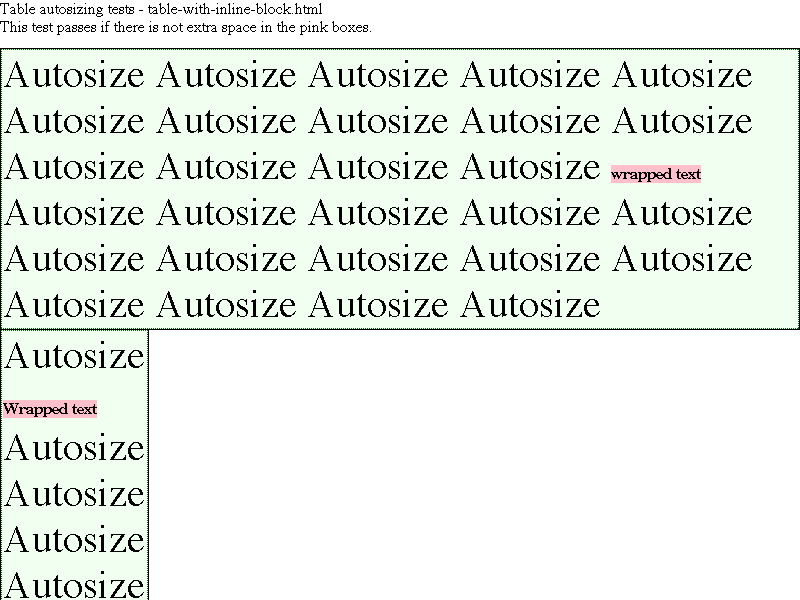 Table autosizing tests - table-with-inline-block.html
This test passes if there is not extra space in the pink boxes.
Autosize Autosize Autosize Autosize Autosize
Autosize Autosize Autosize Autosize Autosize
Autosize Autosize Autosize Autosize wrapped text
Autosize Autosize Autosize Autosize Autosize
Autosize Autosize Autosize Autosize Autosize
Autosize Autosize Autosize Autosize
Autosize
Wrapped text
Autosize
Autosize
Autosize
Autosize